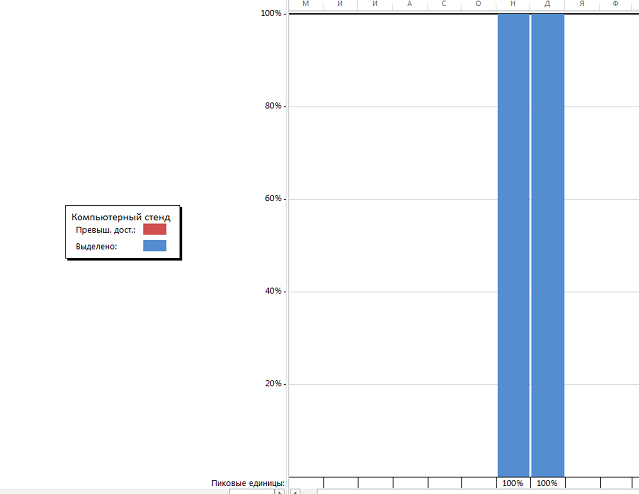 М И И А С О Н Д Я Ф
100%
80%
60%
Компьютерный стенд
Превыш. дост.:
Выделено:
40%
20%
Пиковые единицы: 100% 100%